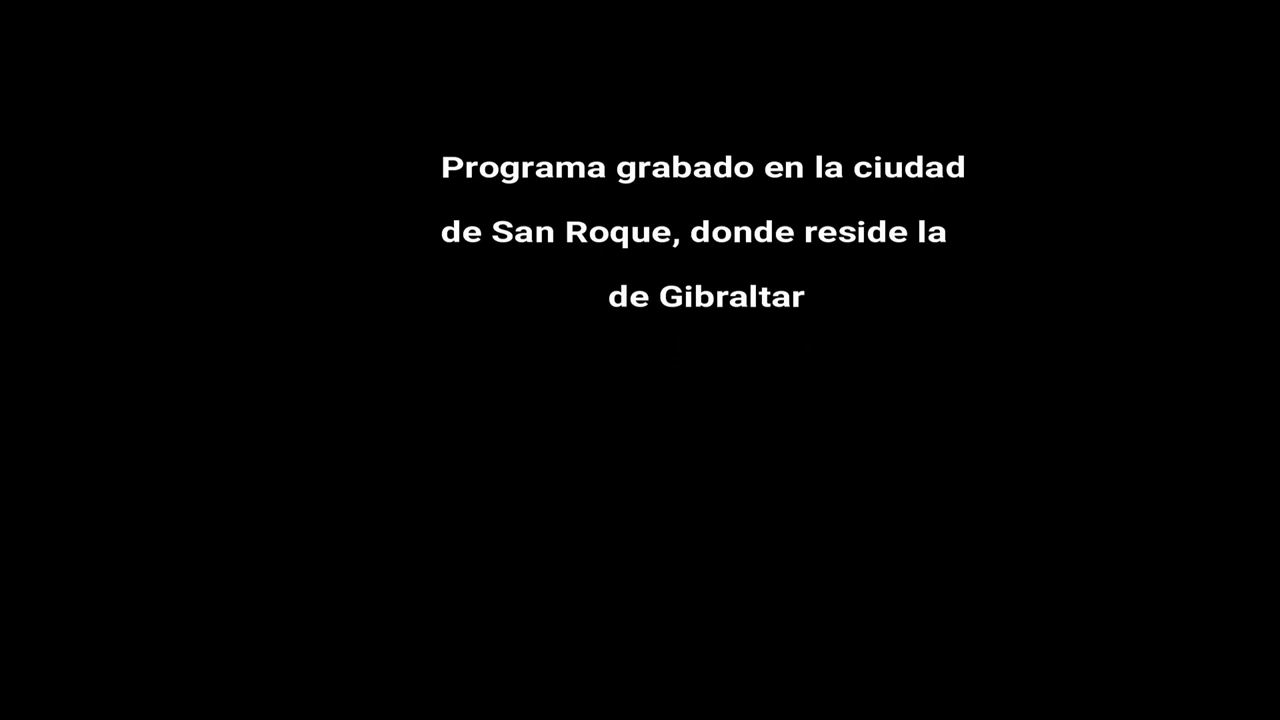 Programa grabado en la ciudad
de San Roque, donde reside la
de Gibraltar